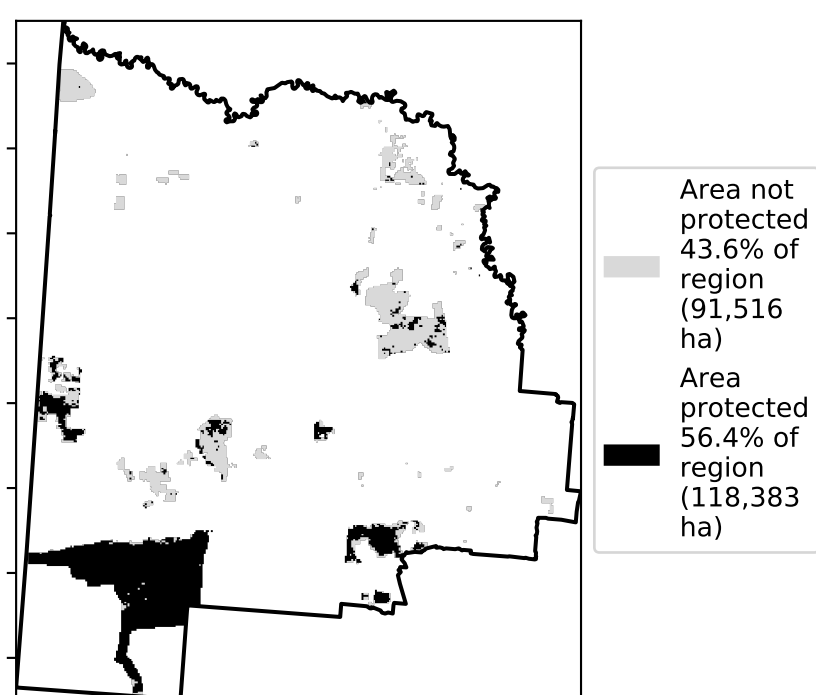 Area not
protected
43.6% of
region
(91,516
ha)
Area
protected
56.4% of
region
(118,383
ha)